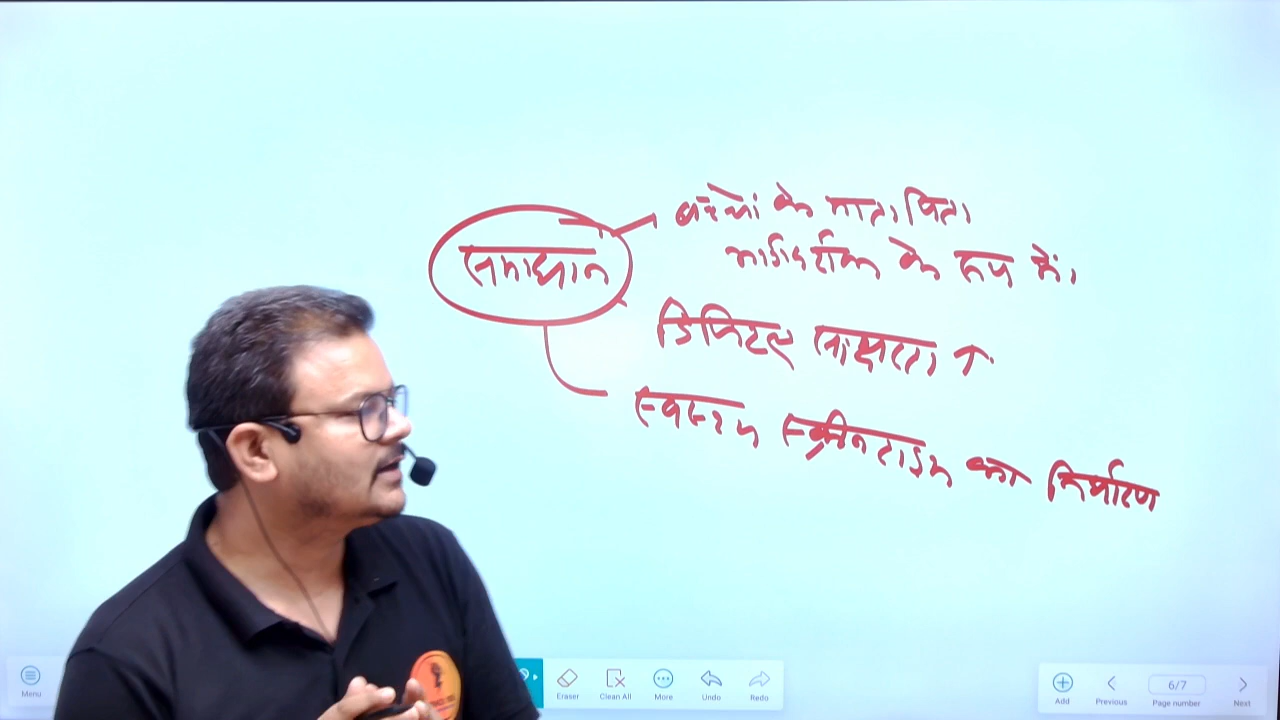 समाधान
बच्चों के माता पिता
मार्गदर्शक के रूप में।
डिजिटल साक्षरता ↑
स्वस्थ स्क्रीनटाइम का निर्धारण
Menu
Eraser
Clean All
More
Undo
Redo
Add
Previous
6/7
Page number
Next